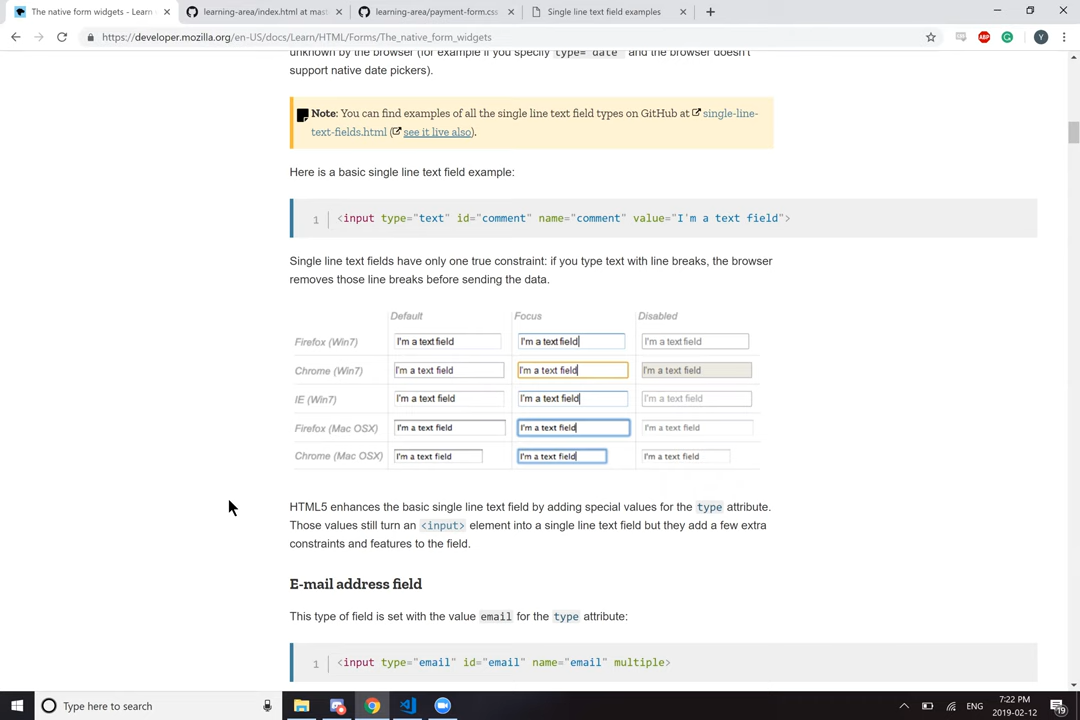 The native form widgets - Learn
learning-area/index.html at mast
learning-area/payment-form.css
Single line text field examples
https://developer.mozilla.org/en-US/docs/Learn/HTML/Forms/The_native_form_widgets
ABP
Y
unknown by the browser (for example if you specify type="date" and the browser doesn't
support native date pickers).
Note: You can find examples of all the single line text field types on GitHub at single-line-
text-fields.html (see it live also).
Here is a basic single line text field example:
1 <input type="text" id="comment" name="comment" value="I'm a text field">
Single line text fields have only one true constraint: if you type text with line breaks, the browser
removes those line breaks before sending the data.
Default Focus Disabled
Firefox (Win7) I'm a text field I'm a text field I'm a text field
Chrome (Win7) I'm a text field I'm a text field I'm a text field
IE (Win7) I'm a text field I'm a text field I'm a text field
Firefox (Mac OSX) I'm a text field I'm a text field I'm a text field
Chrome (Mac OSX) I'm a text field I'm a text field I'm a text field
HTML5 enhances the basic single line text field by adding special values for the type attribute.
Those values still turn an <input> element into a single line text field but they add a few extra
constraints and features to the field.
E-mail address field
This type of field is set with the value email for the type attribute:
1 <input type="email" id="email" name="email" multiple>
Type here to search
ENG
7:22 PM
2019-02-12
19